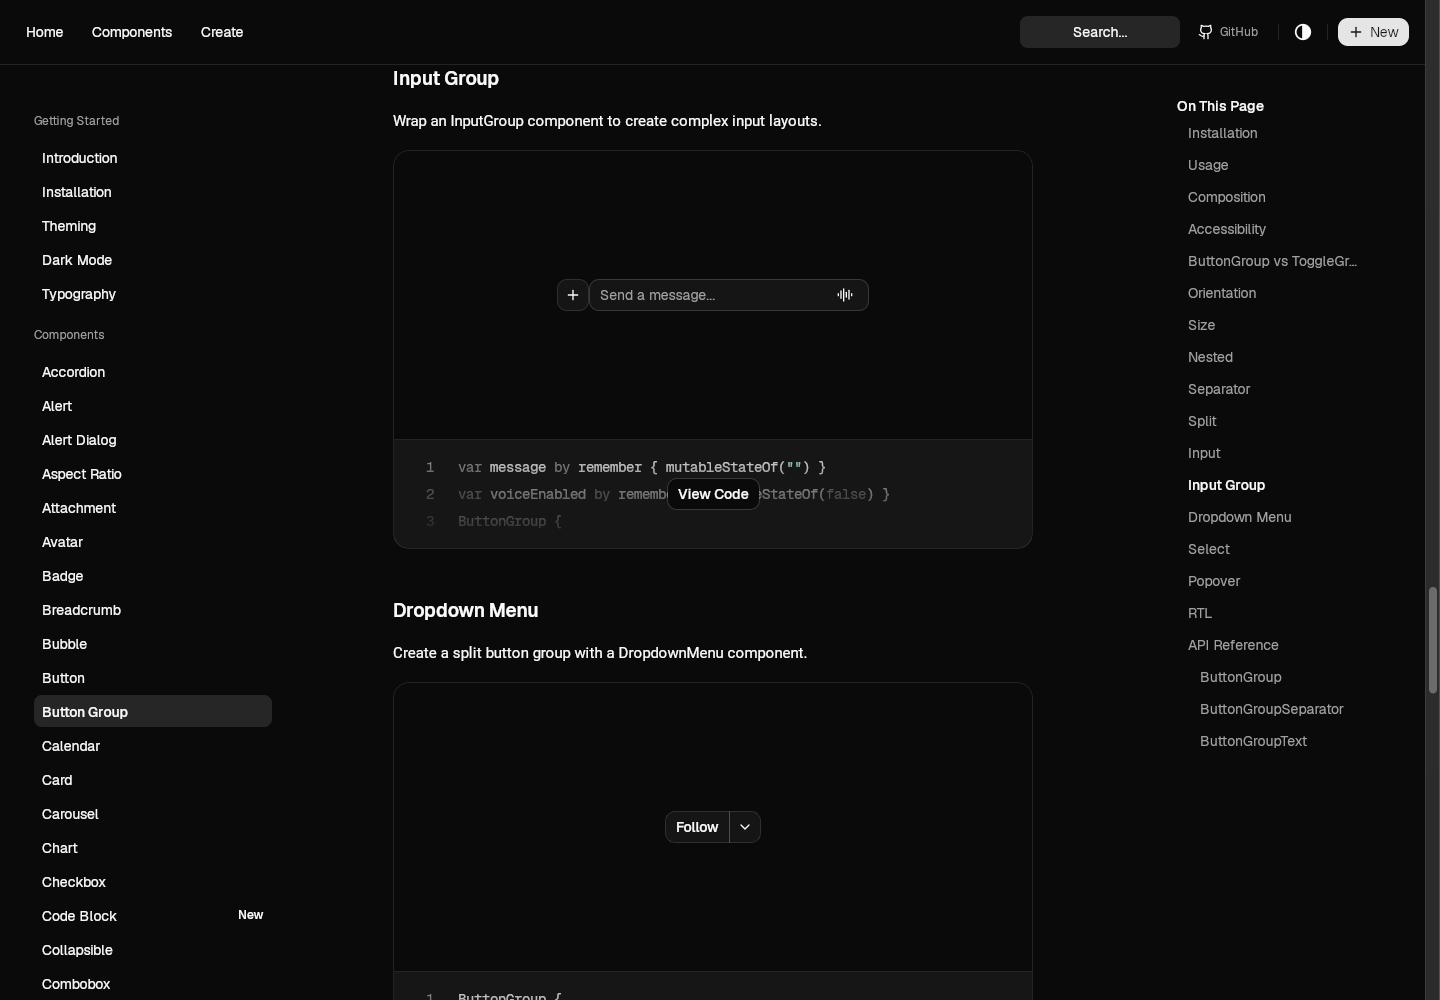 Home
Components
Create
Search...
GitHub
New
Getting Started
Introduction
Installation
Theming
Dark Mode
Typography
Components
Accordion
Alert
Alert Dialog
Aspect Ratio
Attachment
Avatar
Badge
Breadcrumb
Bubble
Button
Button Group
Calendar
Card
Carousel
Chart
Checkbox
Code Block New
Collapsible
Combobox
Input Group
Wrap an InputGroup component to create complex input layouts.
Send a message...
1 var message by remember { mutableStateOf("") }
2 var voiceEnabled by StateOf(false) }
View Code
3 ButtonGroup {
Dropdown Menu
Create a split button group with a DropdownMenu component.
Follow
1 ButtonGroup {
On This Page
Installation
Usage
Composition
Accessibility
ButtonGroup vs ToggleGr...
Orientation
Size
Nested
Separator
Split
Input
Input Group
Dropdown Menu
Select
Popover
RTL
API Reference
ButtonGroup
ButtonGroupSeparator
ButtonGroupText